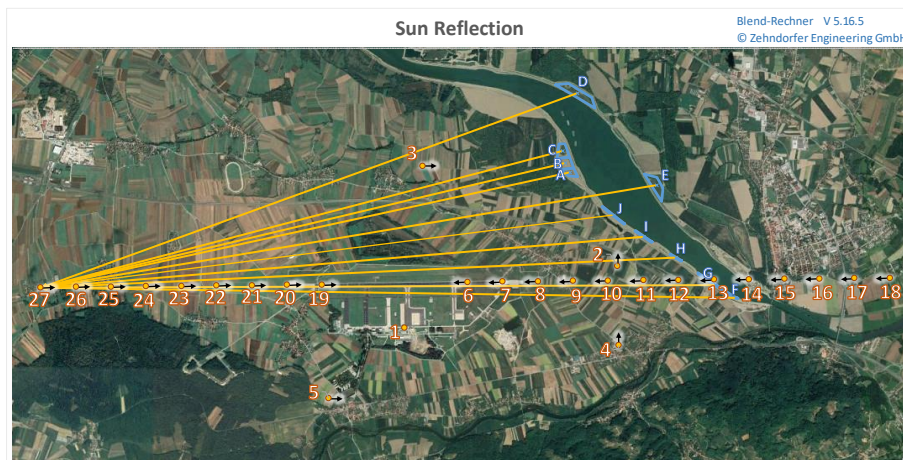 Sun Reflection
Blend-Rechner V 5.16.5
© Zehndorfer Engineering GmbH
D
3
C
B
A
E
J
I
2
H
G
F
27 26 25 24 23 22 21 20 19 6 7 8 9 10 11 12 13 14 15 16 17 18
1
4
5